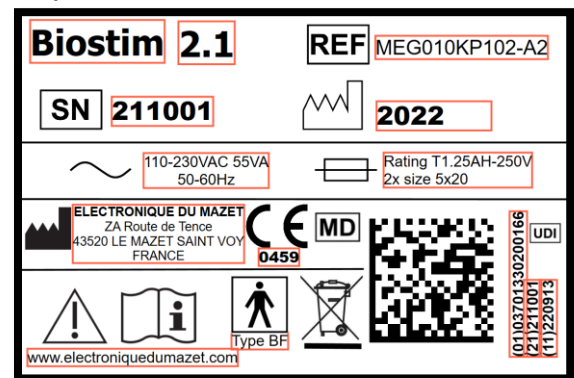 Biostim 2.1
REF MEG010KP102-A2
SN 211001
2022
110-230VAC 55VA
50-60Hz
Rating T1.25AH-250V
2x size 5x20
ELECTRONIQUE DU MAZET
ZA Route de Tence
43520 LE MAZET SAINT VOY
FRANCE
CE
0459
MD
UDI
(01)03701330200166
(21)211001
(11)220913
i
Type BF
www.electroniquedumazet.com